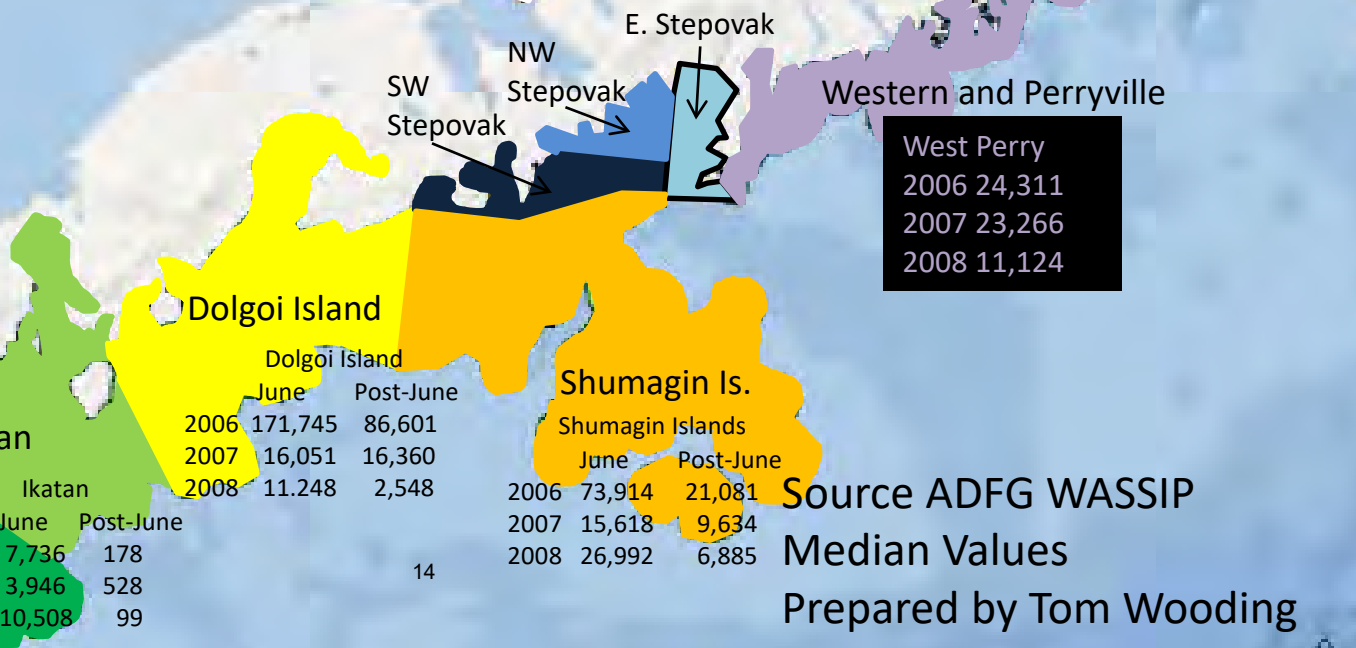 E. Stepovak
NW
Stepovak
SW
Stepovak
Western and Perryville
West Perry
2006 24,311
2007 23,266
2008 11,124
Dolgoi Island
Dolgoi Island
June Post-June
2006 171,745 86,601
2007 16,051 16,360
2008 11.248 2,548
Shumagin Is.
Shumagin Islands
June Post-June
2006 73,914 21,081
2007 15,618 9,634
2008 26,992 6,885
an
Ikatan
June Post-June
7,736 178
3,946 528
10,508 99
14
Source ADFG WASSIP
Median Values
Prepared by Tom Wooding